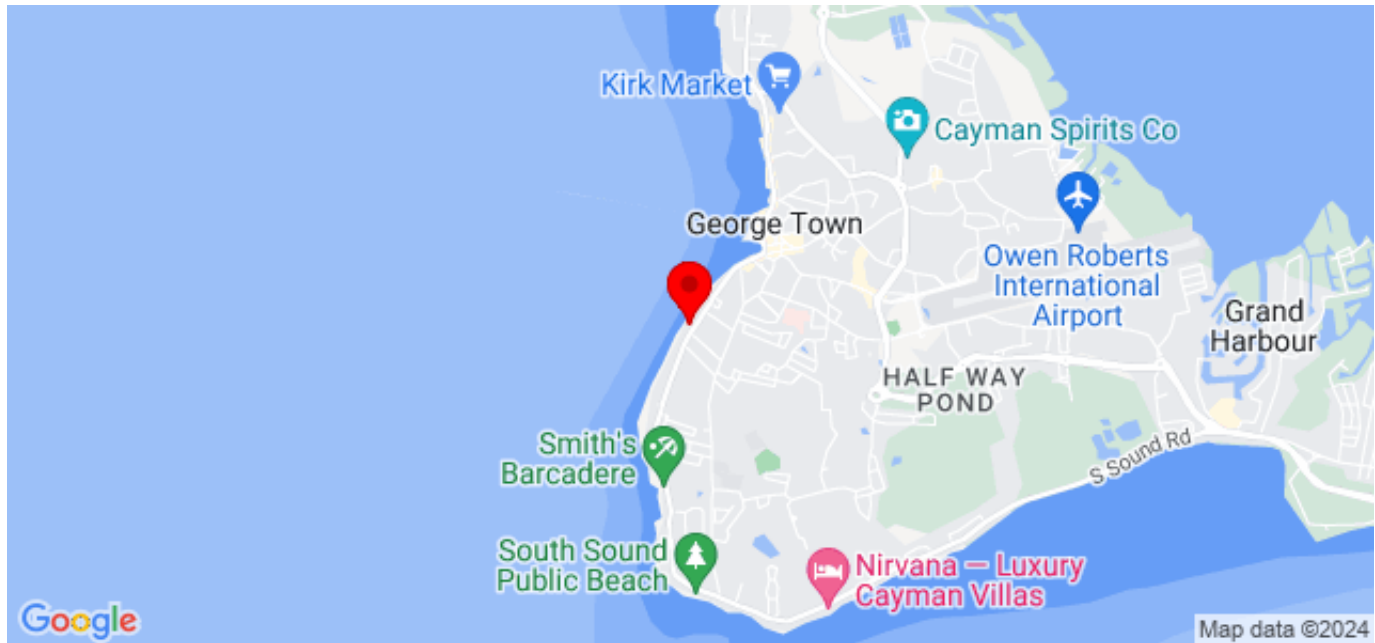 Kirk Market
Cayman Spirits Co
George Town
Owen Roberts
International
Airport
Grand
Harbour
HALF WAY
POND
Smith's
Barcadere
S Sound Rd
South Sound
Public Beach
Nirvana — Luxury
Cayman Villas
Google
Map data ©2024